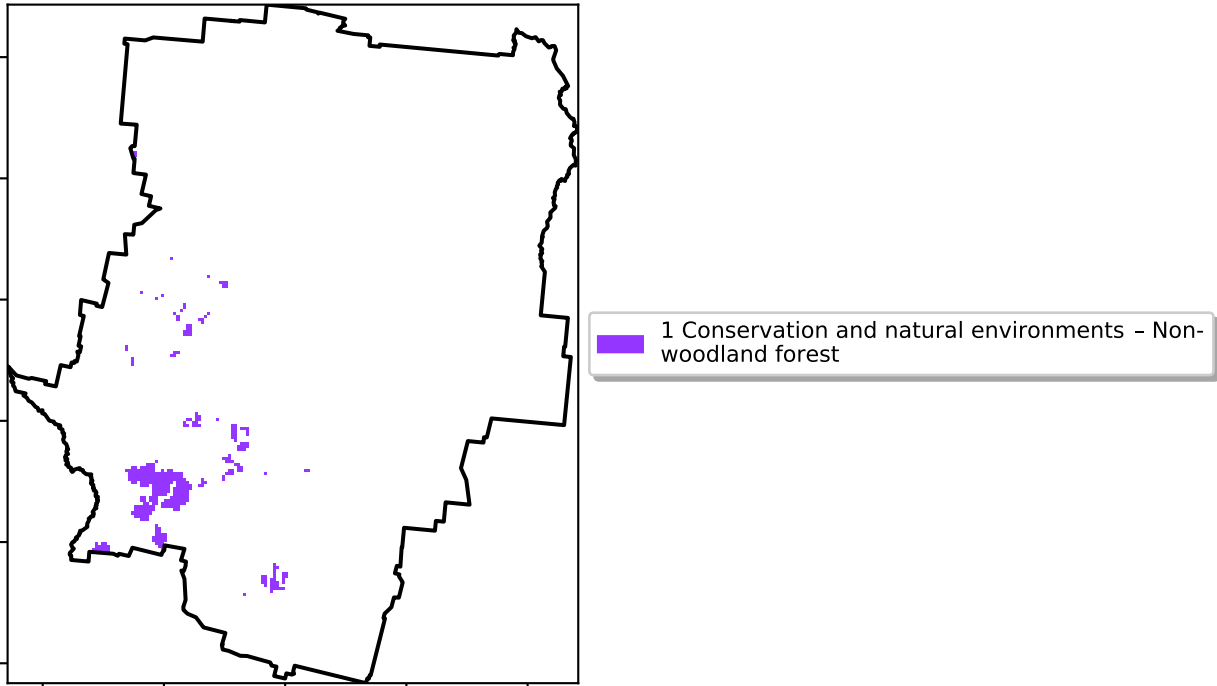 1 Conservation and natural environments – Non-
woodland forest